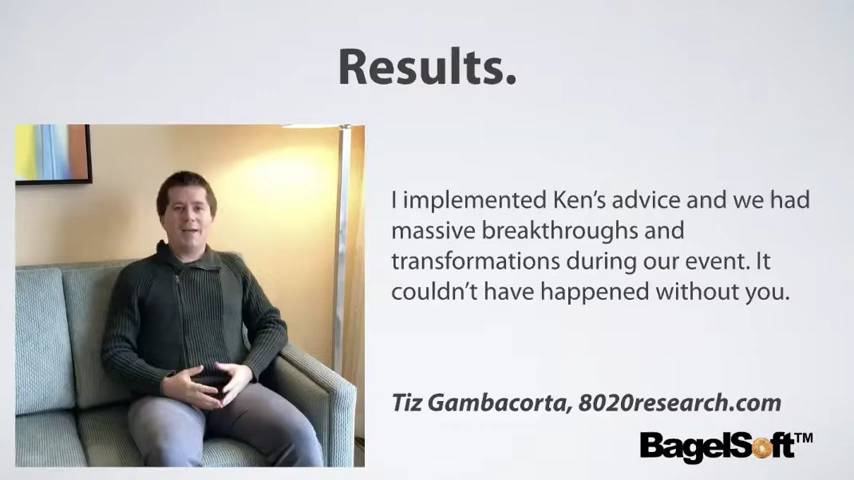 Results.
I implemented Ken's advice and we had
massive breakthroughs and
transformations during our event. It
couldn't have happened without you.
Tiz Gambacorta, 8020research.com
BagelSoft™